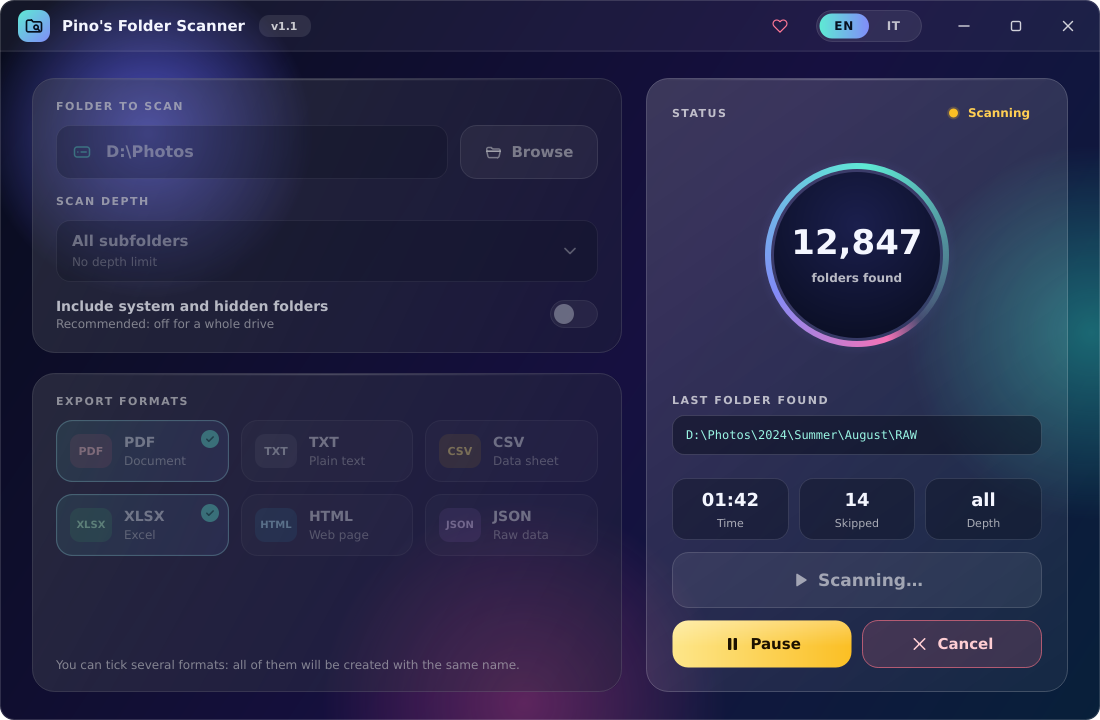 Pino's Folder Scanner v1.1
EN IT
FOLDER TO SCAN
D:\Photos
Browse
SCAN DEPTH
All subfolders
No depth limit
Include system and hidden folders
Recommended: off for a whole drive
EXPORT FORMATS
PDF
PDF
Document
TXT
TXT
Plain text
CSV
CSV
Data sheet
XLSX
XLSX
Excel
HTML
HTML
Web page
JSON
JSON
Raw data
You can tick several formats: all of them will be created with the same name.
STATUS
Scanning
12,847
folders found
LAST FOLDER FOUND
D:\Photos\2024\Summer\August\RAW
01:42
Time
14
Skipped
all
Depth
Scanning...
Pause
Cancel